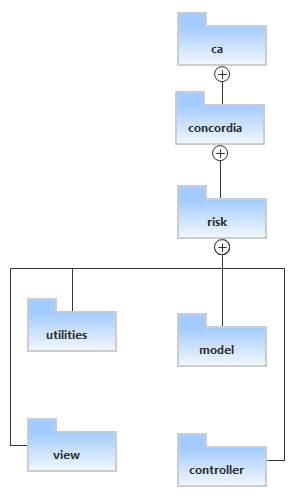 ca
concordia
risk
utilities
model
view
controller